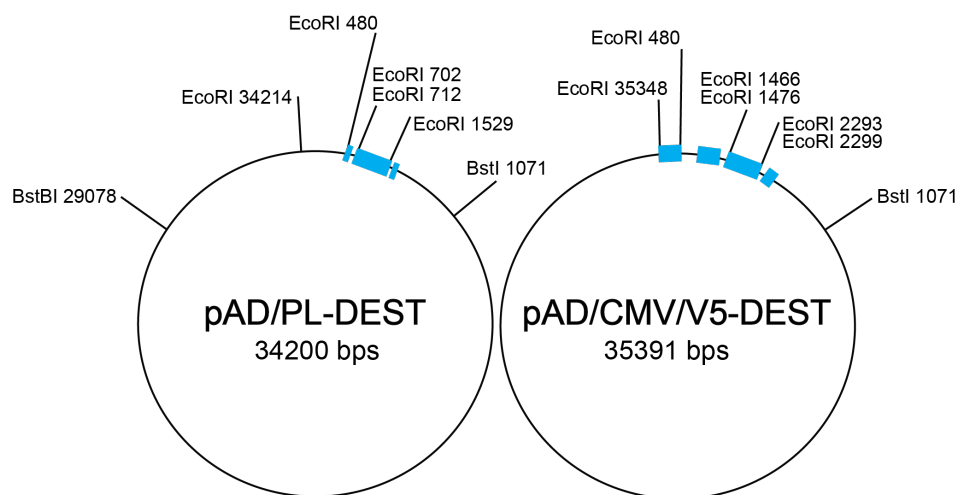 EcoRI 480
EcoRI 702
EcoRI 712
EcoRI 34214
EcoRI 1529
BstI 1071
BstBI 29078
pAD/PL-DEST
34200 bps
EcoRI 480
EcoRI 35348
EcoRI 1466
EcoRI 1476
EcoRI 2293
EcoRI 2299
BstI 1071
pAD/CMV/V5-DEST
35391 bps